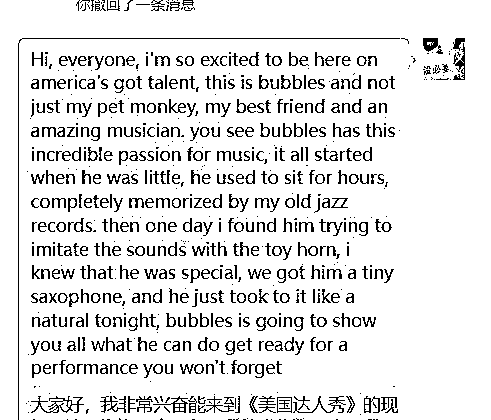 你撤回了一条消息
Hi, everyone, i'm so excited to be here on
america's got talent, this is bubbles and not
just my pet monkey, my best friend and an
amazing musician. you see bubbles has this
incredible passion for music, it all started
when he was little, he used to sit for hours,
completely memorized by my old jazz
records. then one day i found him trying to
imitate the sounds with the toy horn, i
knew that he was special, we got him a tiny
saxophone, and he just took to it like a
natural tonight, bubbles is going to show
you all what he can do get ready for a
performance you won't forget
大家好，我非常兴奋能来到《美国达人秀》的现